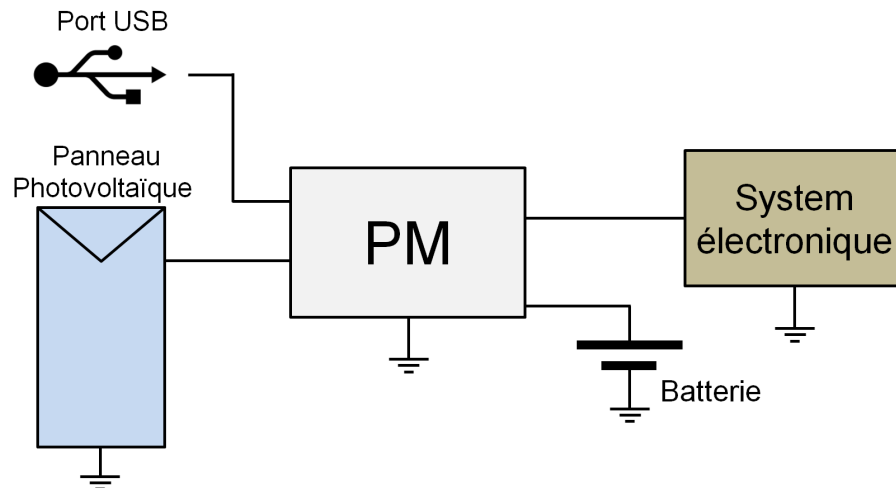 Port USB
Panneau
Photovoltaïque
PM
System
électronique
Batterie